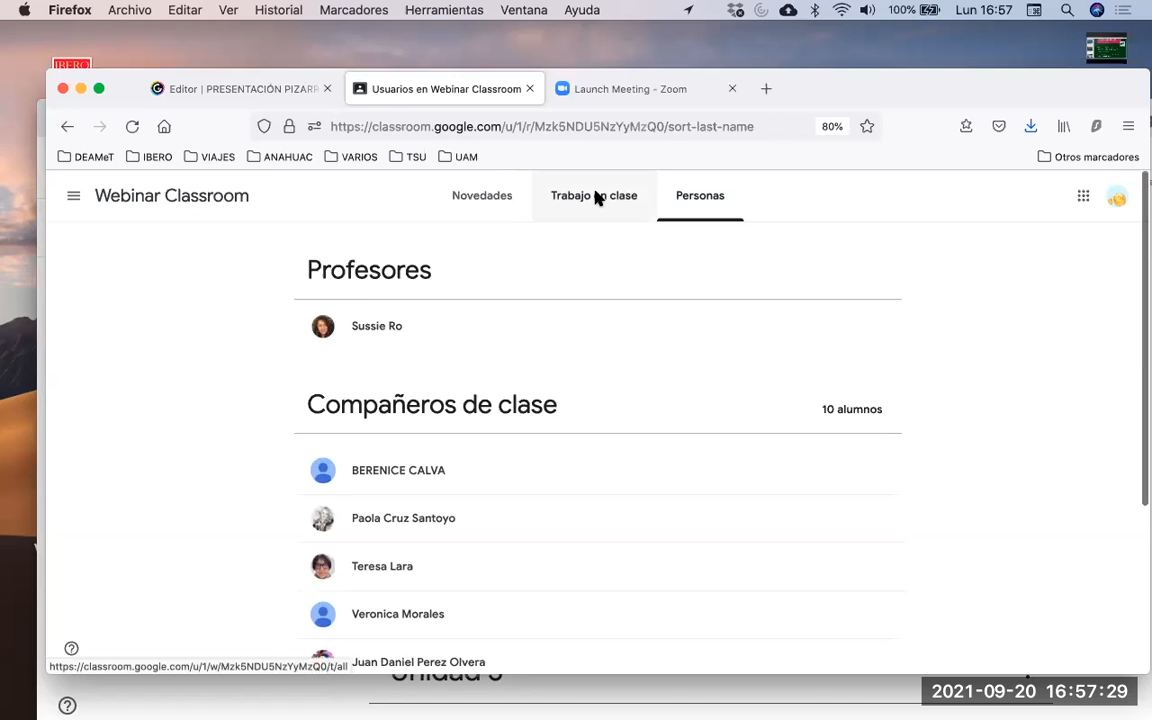 Firefox Archivo Editar Ver Historial Marcadores Herramientas Ventana Ayuda 100% Lun 16:57
IBERO
Editor | PRESENTACIÓN PIZARR Usuarios en Webinar Classroom Launch Meeting - Zoom
https://classroom.google.com/u/1/r/Mzk5NDU5NzYyMzQ0/sort-last-name 80%
DEAMeT IBERO VIAJES ANAHUAC VARIOS TSU UAM Otros marcadores
Webinar Classroom Novedades Trabajo en clase Personas
Profesores
Sussie Ro
Compañeros de clase 10 alumnos
BERENICE CALVA
Paola Cruz Santoyo
Teresa Lara
Veronica Morales
Juan Daniel Perez Olvera
https://classroom.google.com/u/1/w/Mzk5NDU5NzYyMzQ0/t/all
2021-09-20 16:57:29